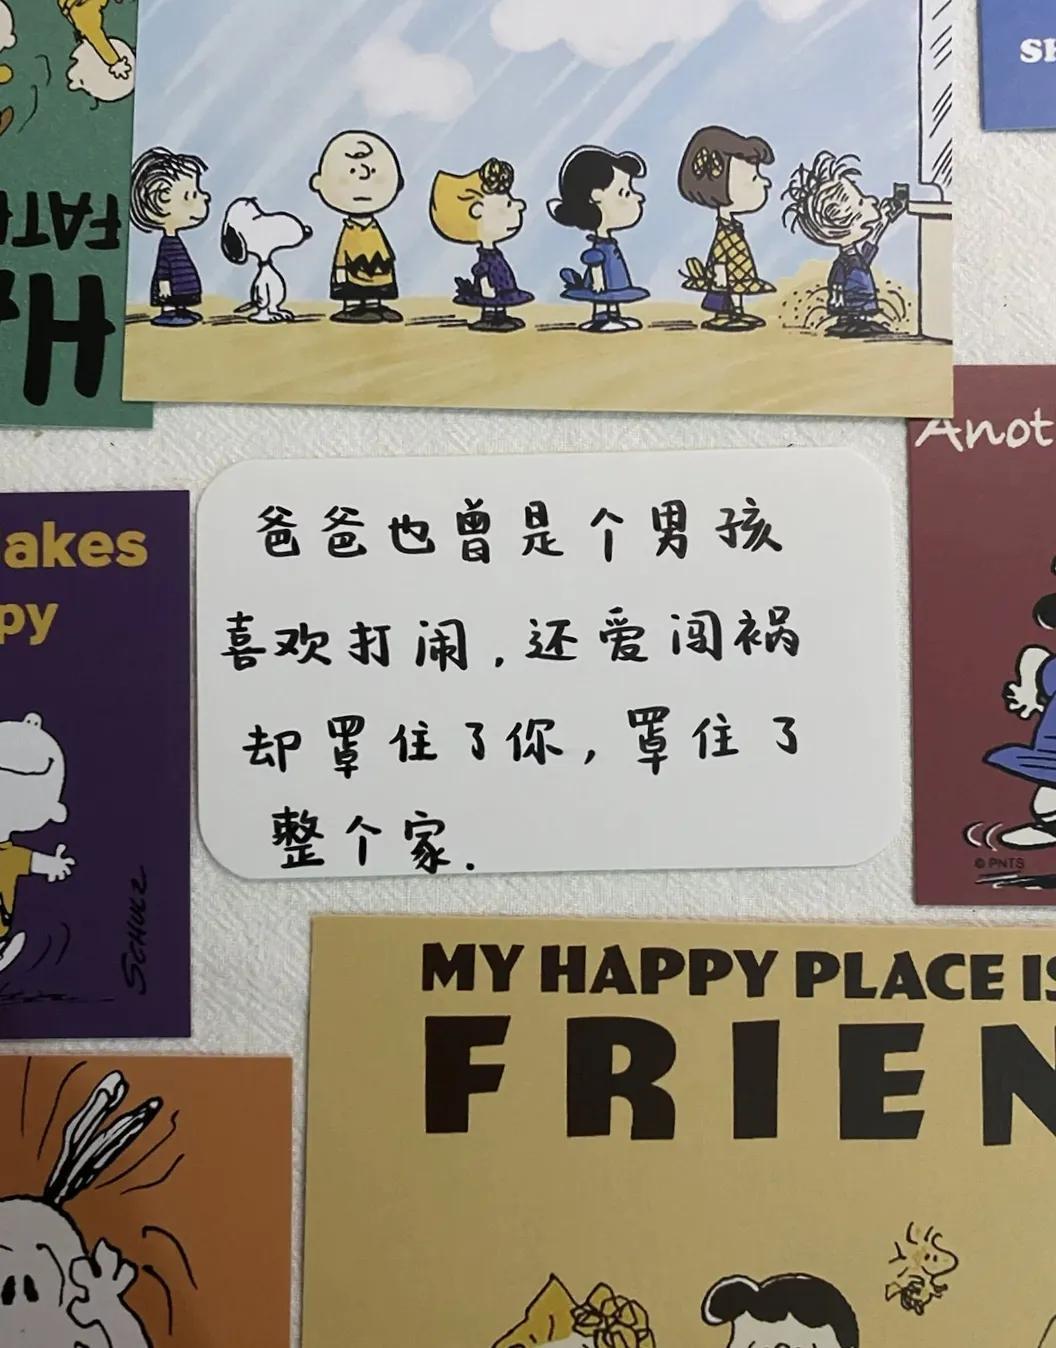 SH
FATH
HA
Anot
akes
py
爸爸也曾是个男孩
喜欢打闹,还爱闯祸
却罩住了你,罩住了
整个家.
© PNTS
SCHULZ
MY HAPPY PLACE IS
FRIEN